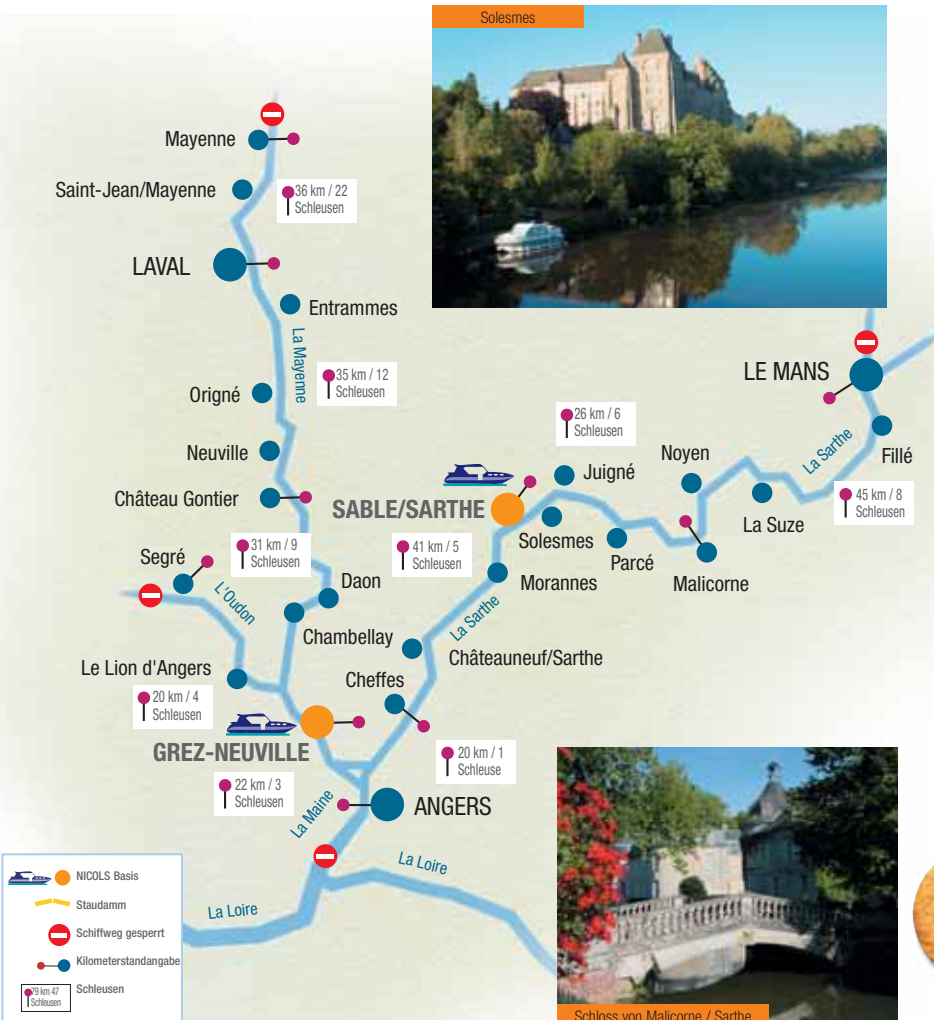 Solesmes
Mayenne
Saint-Jean/Mayenne
36 km / 22
Schleusen
LAVAL
Entrammes
La Mayenne
35 km / 12
Schleusen
Origné
Neuville
Château Gontier
LE MANS
26 km / 6
Schleusen
Juigné
Noyen
La Sarthe
Fillé
45 km / 8
Schleusen
SABLE/SARTHE
La Suze
Solesmes
Parcé
Malicorne
31 km / 9
Schleusen
41 km / 5
Schleusen
Morannes
Segré
L'Oudon
Daon
Chambellay
La Sarthe
Châteauneuf/Sarthe
Le Lion d'Angers
Cheffes
20 km / 4
Schleusen
GREZ-NEUVILLE
20 km / 1
Schleuse
22 km / 3
Schleusen
La Maine
ANGERS
La Loire
La Loire
NICOLS Basis
Staudamm
Schiffweg gesperrt
Kilometerstandangabe
79 km 47
Schleusen
Schleusen
Schloss von Malicorne / Sarthe